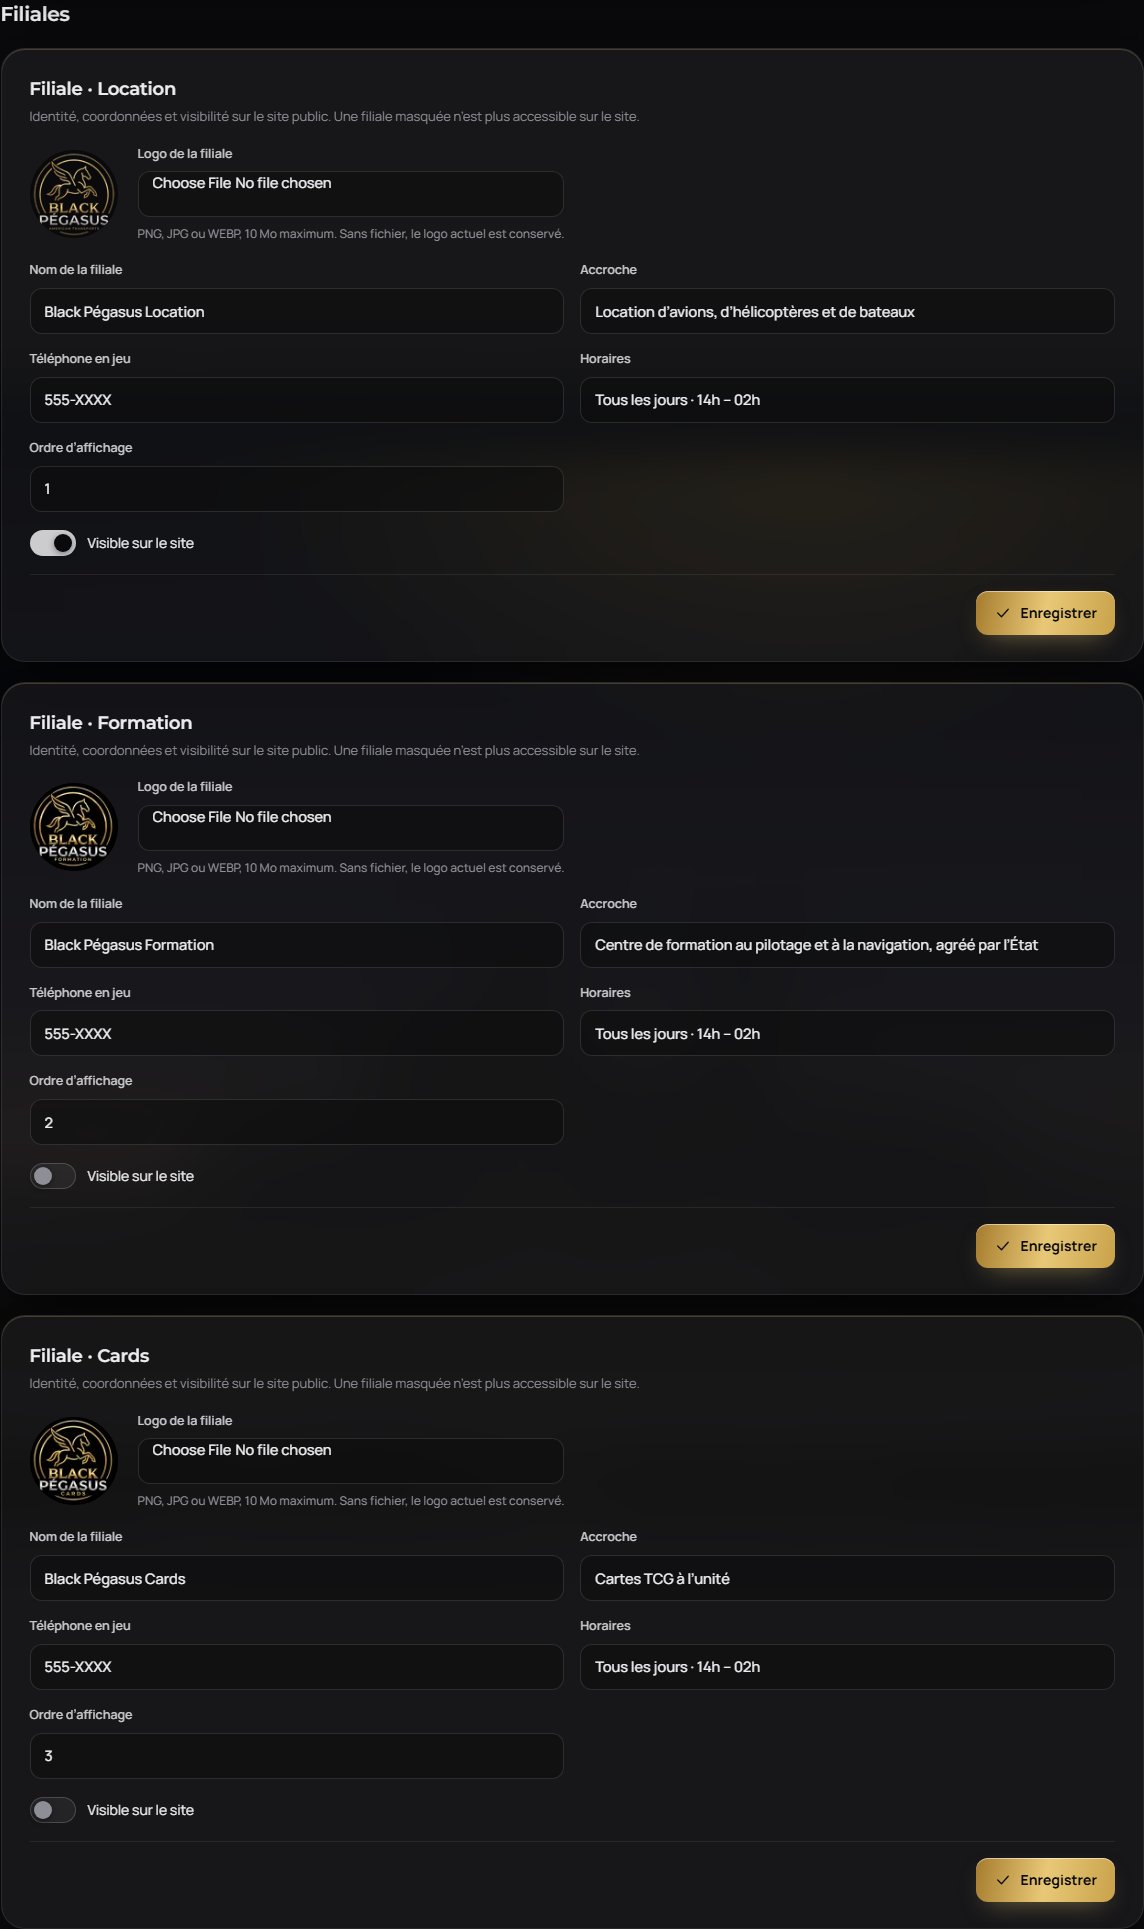 Filiales
Filiale · Location
Identité, coordonnées et visibilité sur le site public. Une filiale masquée n'est plus accessible sur le site.
Logo de la filiale
Choose File No file chosen
BLACK
PÉGASUS
PNG, JPG ou WEBP, 10 Mo maximum. Sans fichier, le logo actuel est conservé.
Nom de la filiale
Accroche
Black Pégasus Location
Location d'avions, d'hélicoptères et de bateaux
Téléphone en jeu
Horaires
555-XXXX
Tous les jours · 14h – 02h
Ordre d'affichage
1
Visible sur le site
Enregistrer
Filiale · Formation
Identité, coordonnées et visibilité sur le site public. Une filiale masquée n'est plus accessible sur le site.
Logo de la filiale
Choose File No file chosen
BLACK
PÉGASUS
FORMATION
PNG, JPG ou WEBP, 10 Mo maximum. Sans fichier, le logo actuel est conservé.
Nom de la filiale
Accroche
Black Pégasus Formation
Centre de formation au pilotage et à la navigation, agréé par l'État
Téléphone en jeu
Horaires
555-XXXX
Tous les jours · 14h – 02h
Ordre d'affichage
2
Visible sur le site
Enregistrer
Filiale · Cards
Identité, coordonnées et visibilité sur le site public. Une filiale masquée n'est plus accessible sur le site.
Logo de la filiale
Choose File No file chosen
BLACK
PÉGASUS
CARDS
PNG, JPG ou WEBP, 10 Mo maximum. Sans fichier, le logo actuel est conservé.
Nom de la filiale
Accroche
Black Pégasus Cards
Cartes TCG à l'unité
Téléphone en jeu
Horaires
555-XXXX
Tous les jours · 14h – 02h
Ordre d'affichage
3
Visible sur le site
Enregistrer